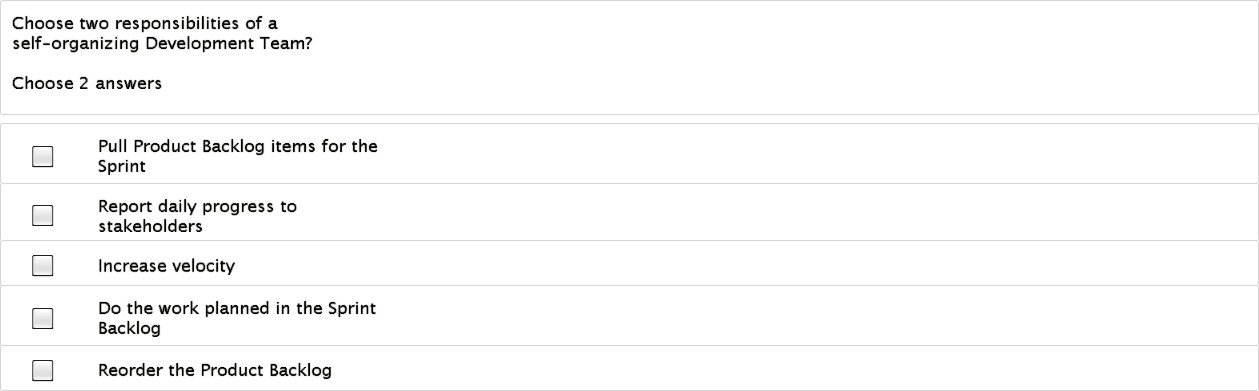 Choose two responsibilities of a
self-organizing Development Team?
Choose 2 answers
Pull Product Backlog items for the
Sprint
Report daily progress to
stakeholders
Increase velocity
Do the work planned in the Sprint
Backlog
Reorder the Product Backlog